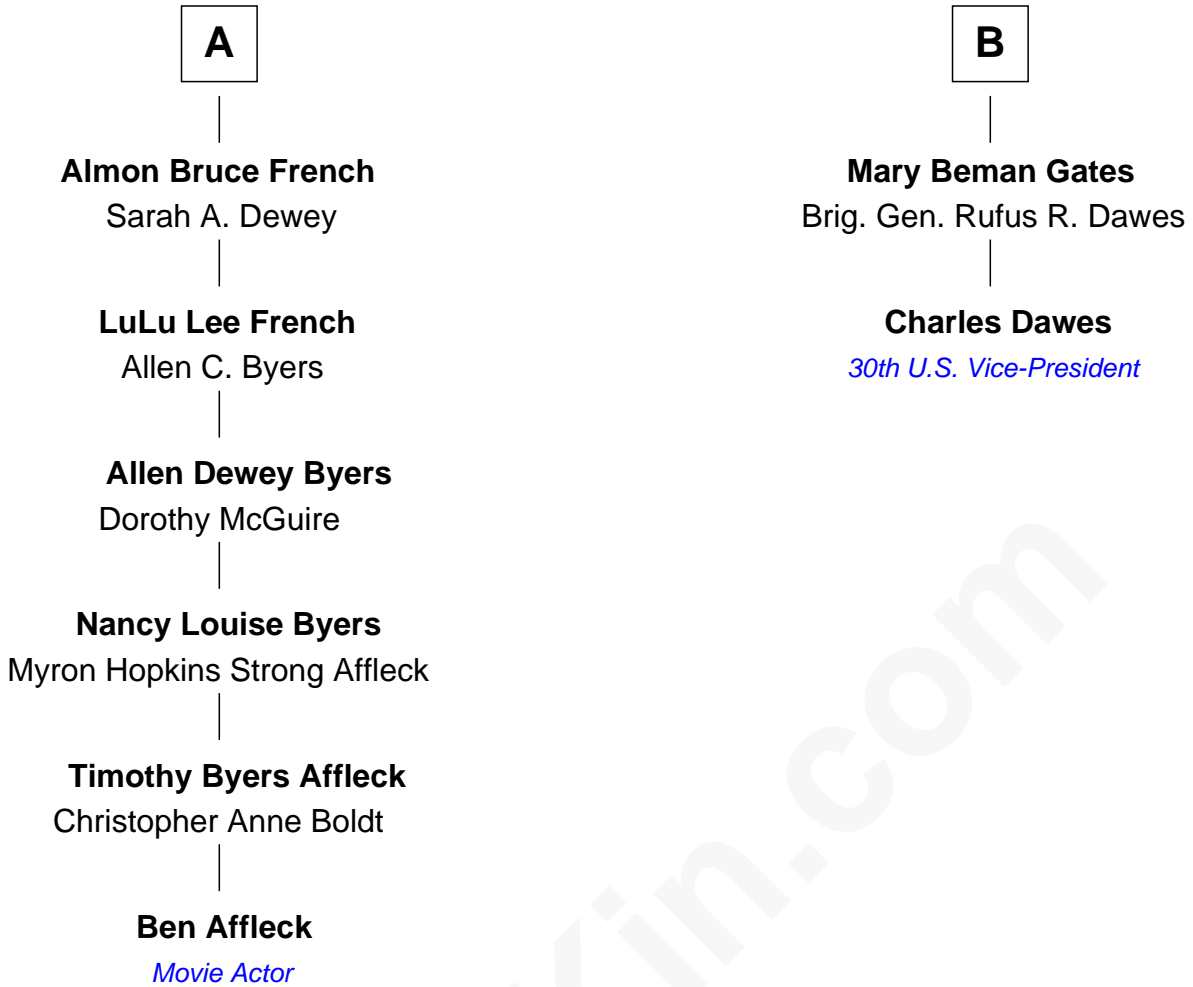 A
Almon Bruce French
Sarah A. Dewey
LuLu Lee French
Allen C. Byers
Allen Dewey Byers
Dorothy McGuire
Nancy Louise Byers
Myron Hopkins Strong Affleck
Timothy Byers Affleck
Christopher Anne Boldt
Ben Affleck
Movie Actor
B
Mary Beman Gates
Brig. Gen. Rufus R. Dawes
Charles Dawes
30th U.S. Vice-President
Kin.com